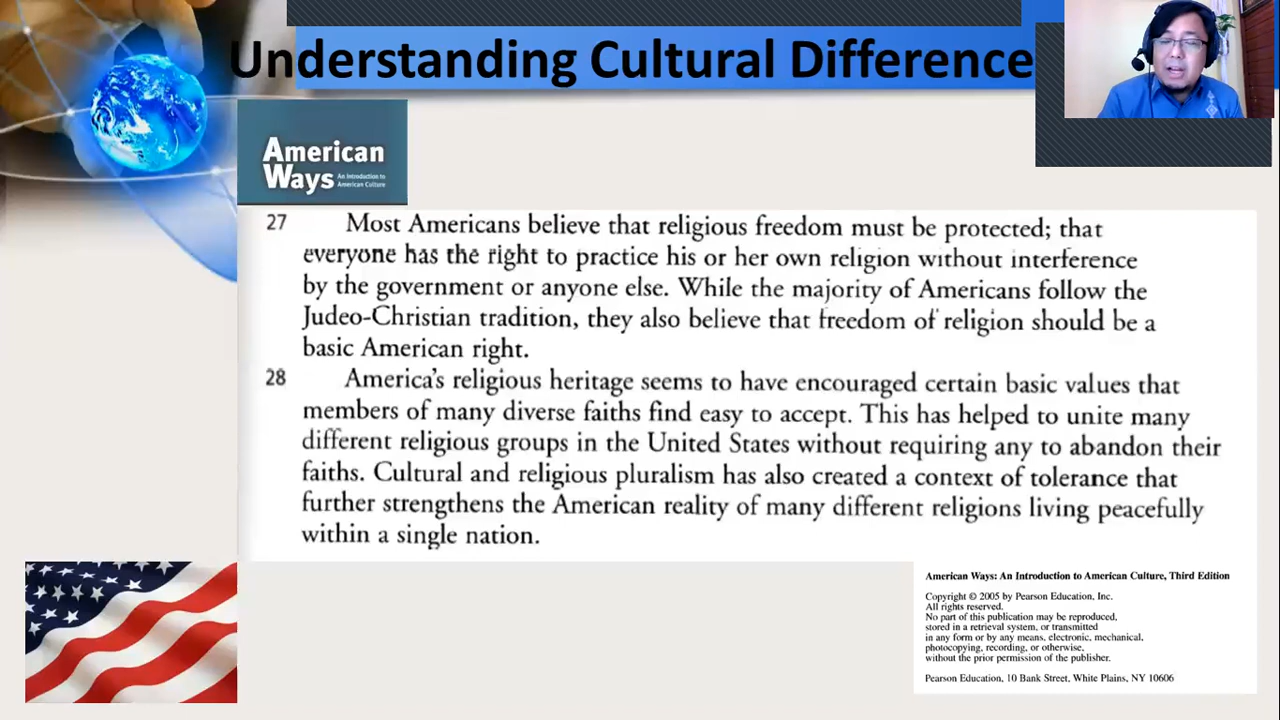 Understanding Cultural Difference
American
Ways An Introduction to
American Culture
27 Most Americans believe that religious freedom must be protected; that
everyone has the right to practice his or her own religion without interference
by the government or anyone else. While the majority of Americans follow the
Judeo-Christian tradition, they also believe that freedom of religion should be a
basic American right.
28 America's religious heritage seems to have encouraged certain basic values that
members of many diverse faiths find easy to accept. This has helped to unite many
different religious groups in the United States without requiring any to abandon their
faiths. Cultural and religious pluralism has also created a context of tolerance that
further strengthens the American reality of many different religions living peacefully
within a single nation.
American Ways: An Introduction to American Culture, Third Edition
Copyright © 2005 by Pearson Education, Inc.
All rights reserved.
No part of this publication may be reproduced,
stored in a retrieval system, or transmitted
in any form or by any means, electronic, mechanical,
photocopying, recording, or otherwise,
without the prior permission of the publisher.
Pearson Education, 10 Bank Street, White Plains, NY 10606